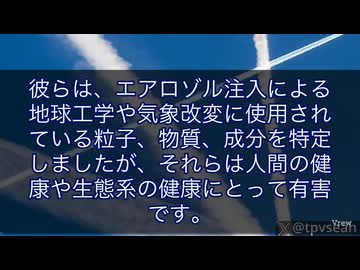 彼らは、エアロゾル注入による
地球工学や気象改変に使用され
ている粒子、物質、成分を特定
しましたが、それらは人間の健
康や生態系の健康にとって有害
です。
Vrew
X @tpvsean